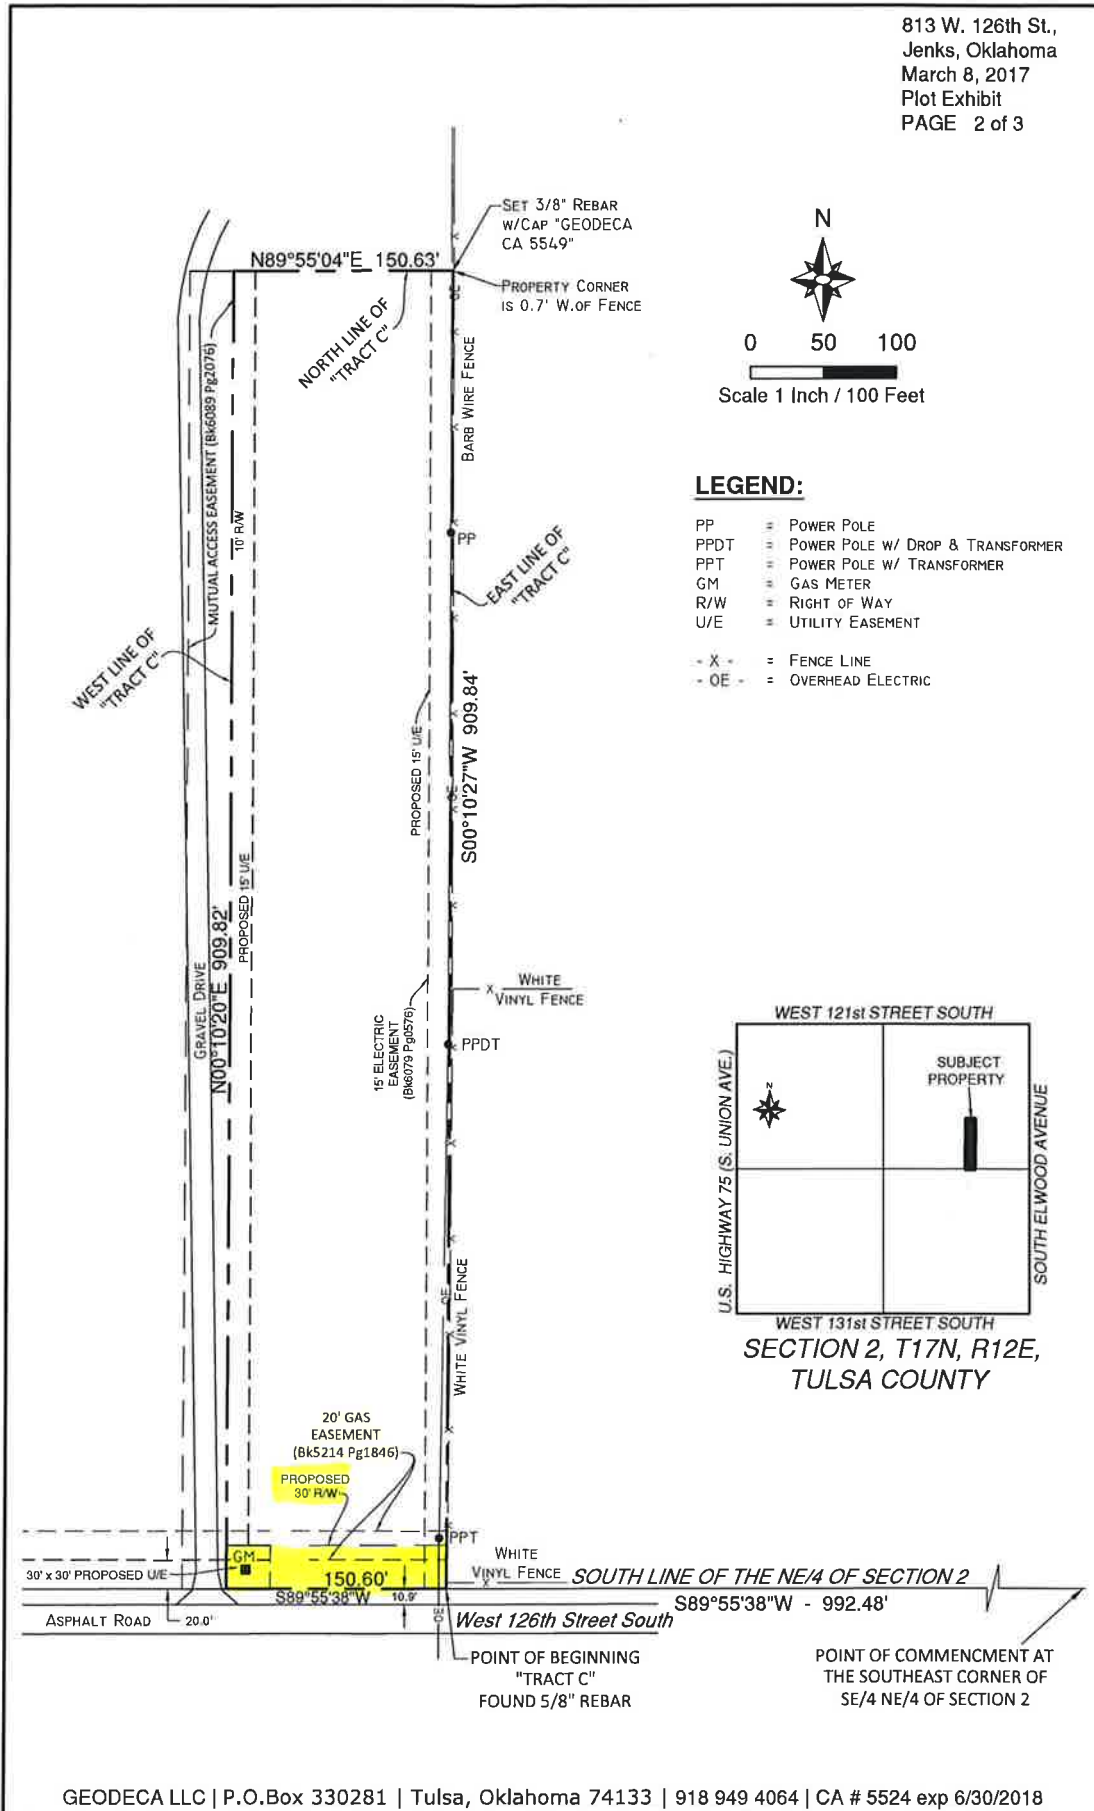 813 W. 126th St.,
Jenks, Oklahoma
March 8, 2017
Plot Exhibit
PAGE 2 of 3
SET 3/8" REBAR
W/CAP "GEODECA
CA 5549"
N89°55'04"E 150.63'
PROPERTY CORNER
IS 0.7' W.OF FENCE
NORTH LINE OF
"TRACT C"
N
0 50 100
Scale 1 Inch / 100 Feet
MUTUAL ACCESS EASEMENT (Bk6089 Pg2076)
10' R/W
OE
X
BARB WIRE FENCE
LEGEND:
PP = POWER POLE
PPDT = POWER POLE W/ DROP & TRANSFORMER
PPT = POWER POLE W/ TRANSFORMER
GM = GAS METER
R/W = RIGHT OF WAY
U/E = UTILITY EASEMENT
- X - = FENCE LINE
- OE - = OVERHEAD ELECTRIC
PP
EAST LINE OF
"TRACT C"
WEST LINE OF
"TRACT C"
PROPOSED 15' U/E
S00°10'27"W 909.84'
OE
PROPOSED 15' U/E
N00°10'20"E 909.82'
GRAVEL DRIVE
X WHITE
VINYL FENCE
PPDT
15' ELECTRIC
EASEMENT
(Bk6079 Pg0576)
WEST 121st STREET SOUTH
U.S. HIGHWAY 75 (S. UNION AVE.)
N
SUBJECT
PROPERTY
SOUTH ELWOOD AVENUE
WEST 131st STREET SOUTH
SECTION 2, T17N, R12E,
TULSA COUNTY
OE
WHITE VINYL FENCE
20' GAS
EASEMENT
(Bk5214 Pg1846)
PROPOSED
30' R/W
PPT
GM
30' x 30' PROPOSED U/E
WHITE
VINYL FENCE
X
150.60'
S89°55'38"W
10.9'
SOUTH LINE OF THE NE/4 OF SECTION 2
S89°55'38"W - 992.48'
ASPHALT ROAD
20.0'
OE
West 126th Street South
POINT OF BEGINNING
"TRACT C"
FOUND 5/8" REBAR
POINT OF COMMENCMENT AT
THE SOUTHEAST CORNER OF
SE/4 NE/4 OF SECTION 2
GEODECA LLC | P.O.Box 330281 | Tulsa, Oklahoma 74133 | 918 949 4064 | CA # 5524 exp 6/30/2018